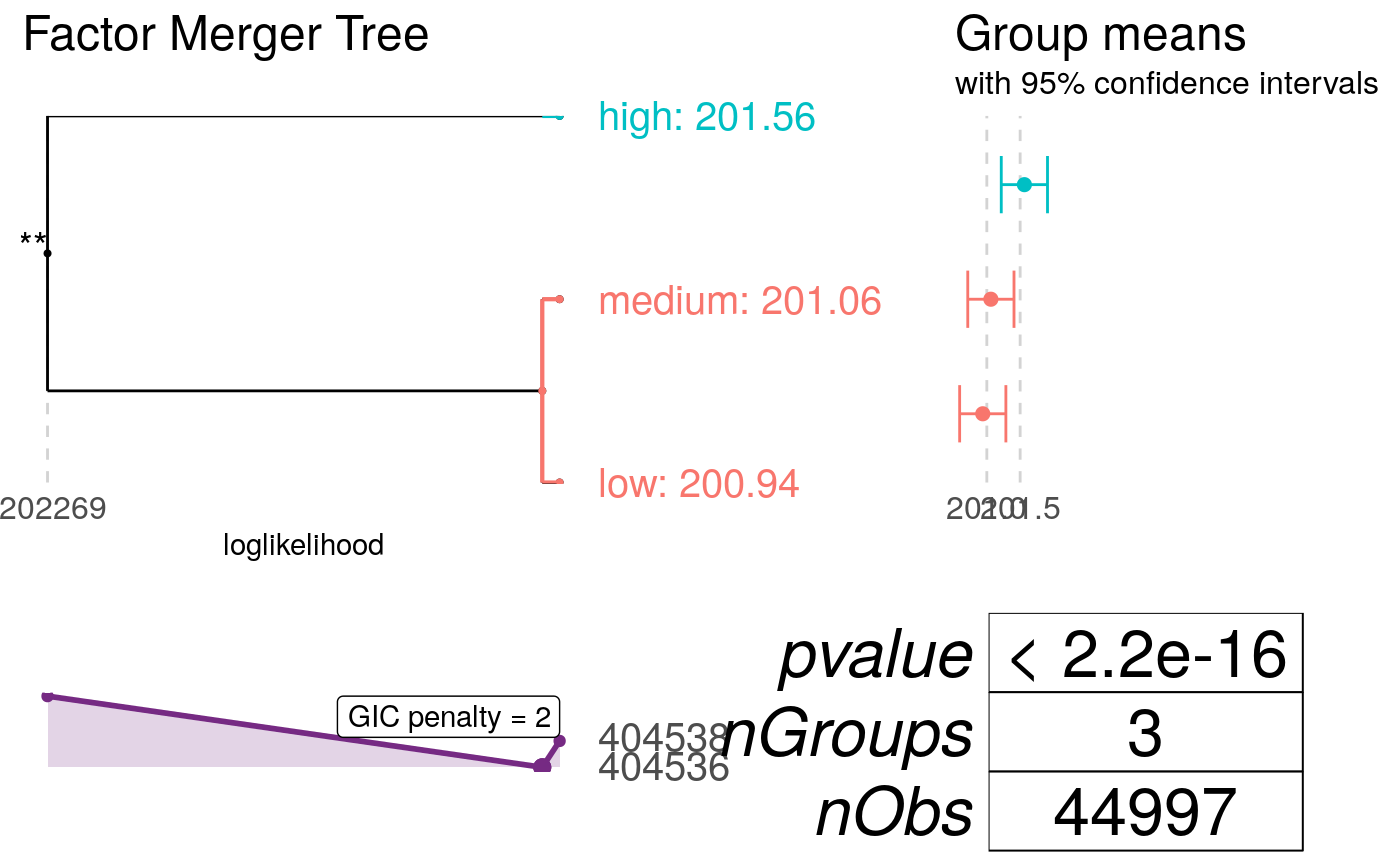 Factor Merger Tree
Group means
with 95% confidence intervals
high: 201.56
**
medium: 201.06
low: 200.94
202269
201.0
201.5
loglikelihood
GIC penalty = 2
404538
404536
pvalue < 2.2e-16
nGroups 3
nObs 44997